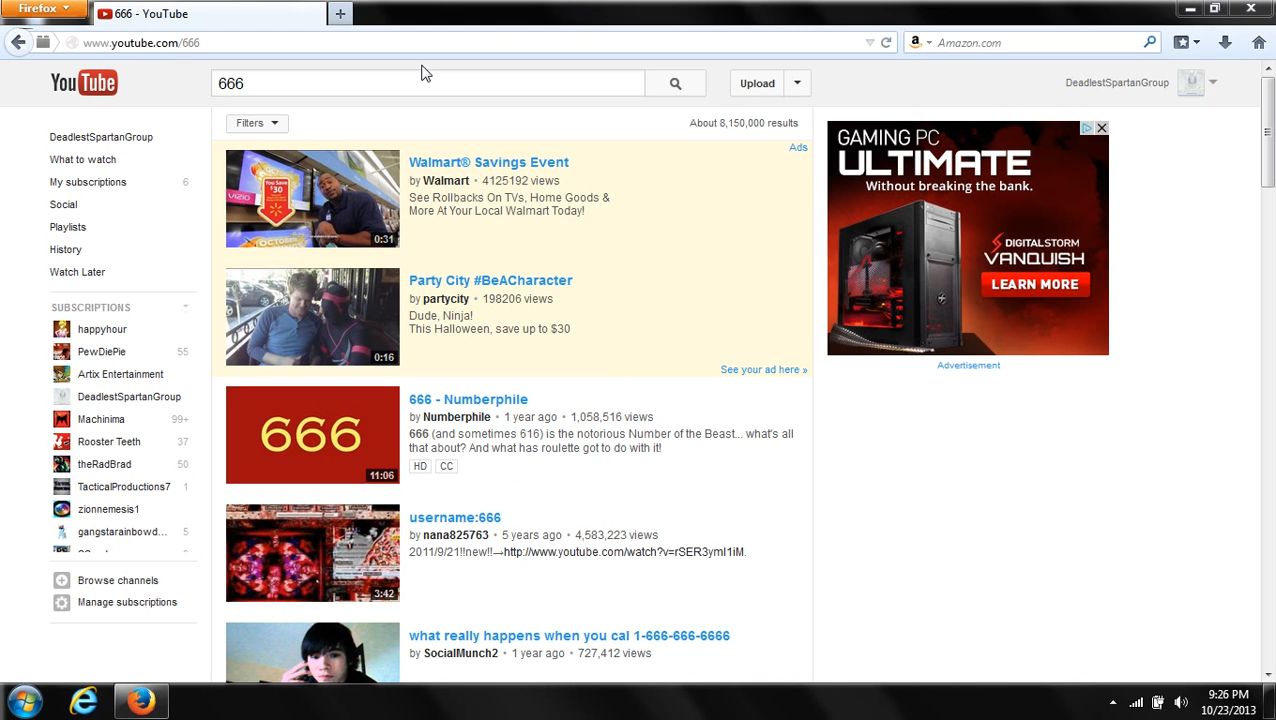 Firefox
666 - YouTube
www.youtube.com/666
Amazon.com
YouTube
666
Upload
DeadlestSpartanGroup
Filters
About 8,150,000 results
DeadlestSpartanGroup
What to watch
My subscriptions 6
Social
Playlists
History
Watch Later
SUBSCRIPTIONS
happyhour
PewDiePie 55
Artix Entertainment
DeadlestSpartanGroup
Machinima 99+
Rooster Teeth 37
theRadBrad 50
TacticalProductions7 1
zionnemesis1
gangstarainbowd... 5
Browse channels
Manage subscriptions
Ads
You Save
$30
VIZIO
0:31
Walmart® Savings Event
by Walmart • 4125192 views
See Rollbacks On TVs, Home Goods &
More At Your Local Walmart Today!
0:16
Party City #BeACharacter
by partycity • 198206 views
Dude, Ninja!
This Halloween, save up to $30
See your ad here »
666
11:06
666 - Numberphile
by Numberphile • 1 year ago • 1,058,516 views
666 (and sometimes 616) is the notorious Number of the Beast... what's all
that about? And what has roulette got to do with it!
HD CC
3:42
username:666
by nana825763 • 5 years ago • 4,583,223 views
2011/9/21!!new!!→http://www.youtube.com/watch?v=rSER3ymI1iM.
what really happens when you cal 1-666-666-6666
by SocialMunch2 • 1 year ago • 727,412 views
GAMING PC
ULTIMATE
Without breaking the bank.
DIGITALSTORM
VANQUISH
LEARN MORE
Advertisement
9:26 PM
10/23/2013